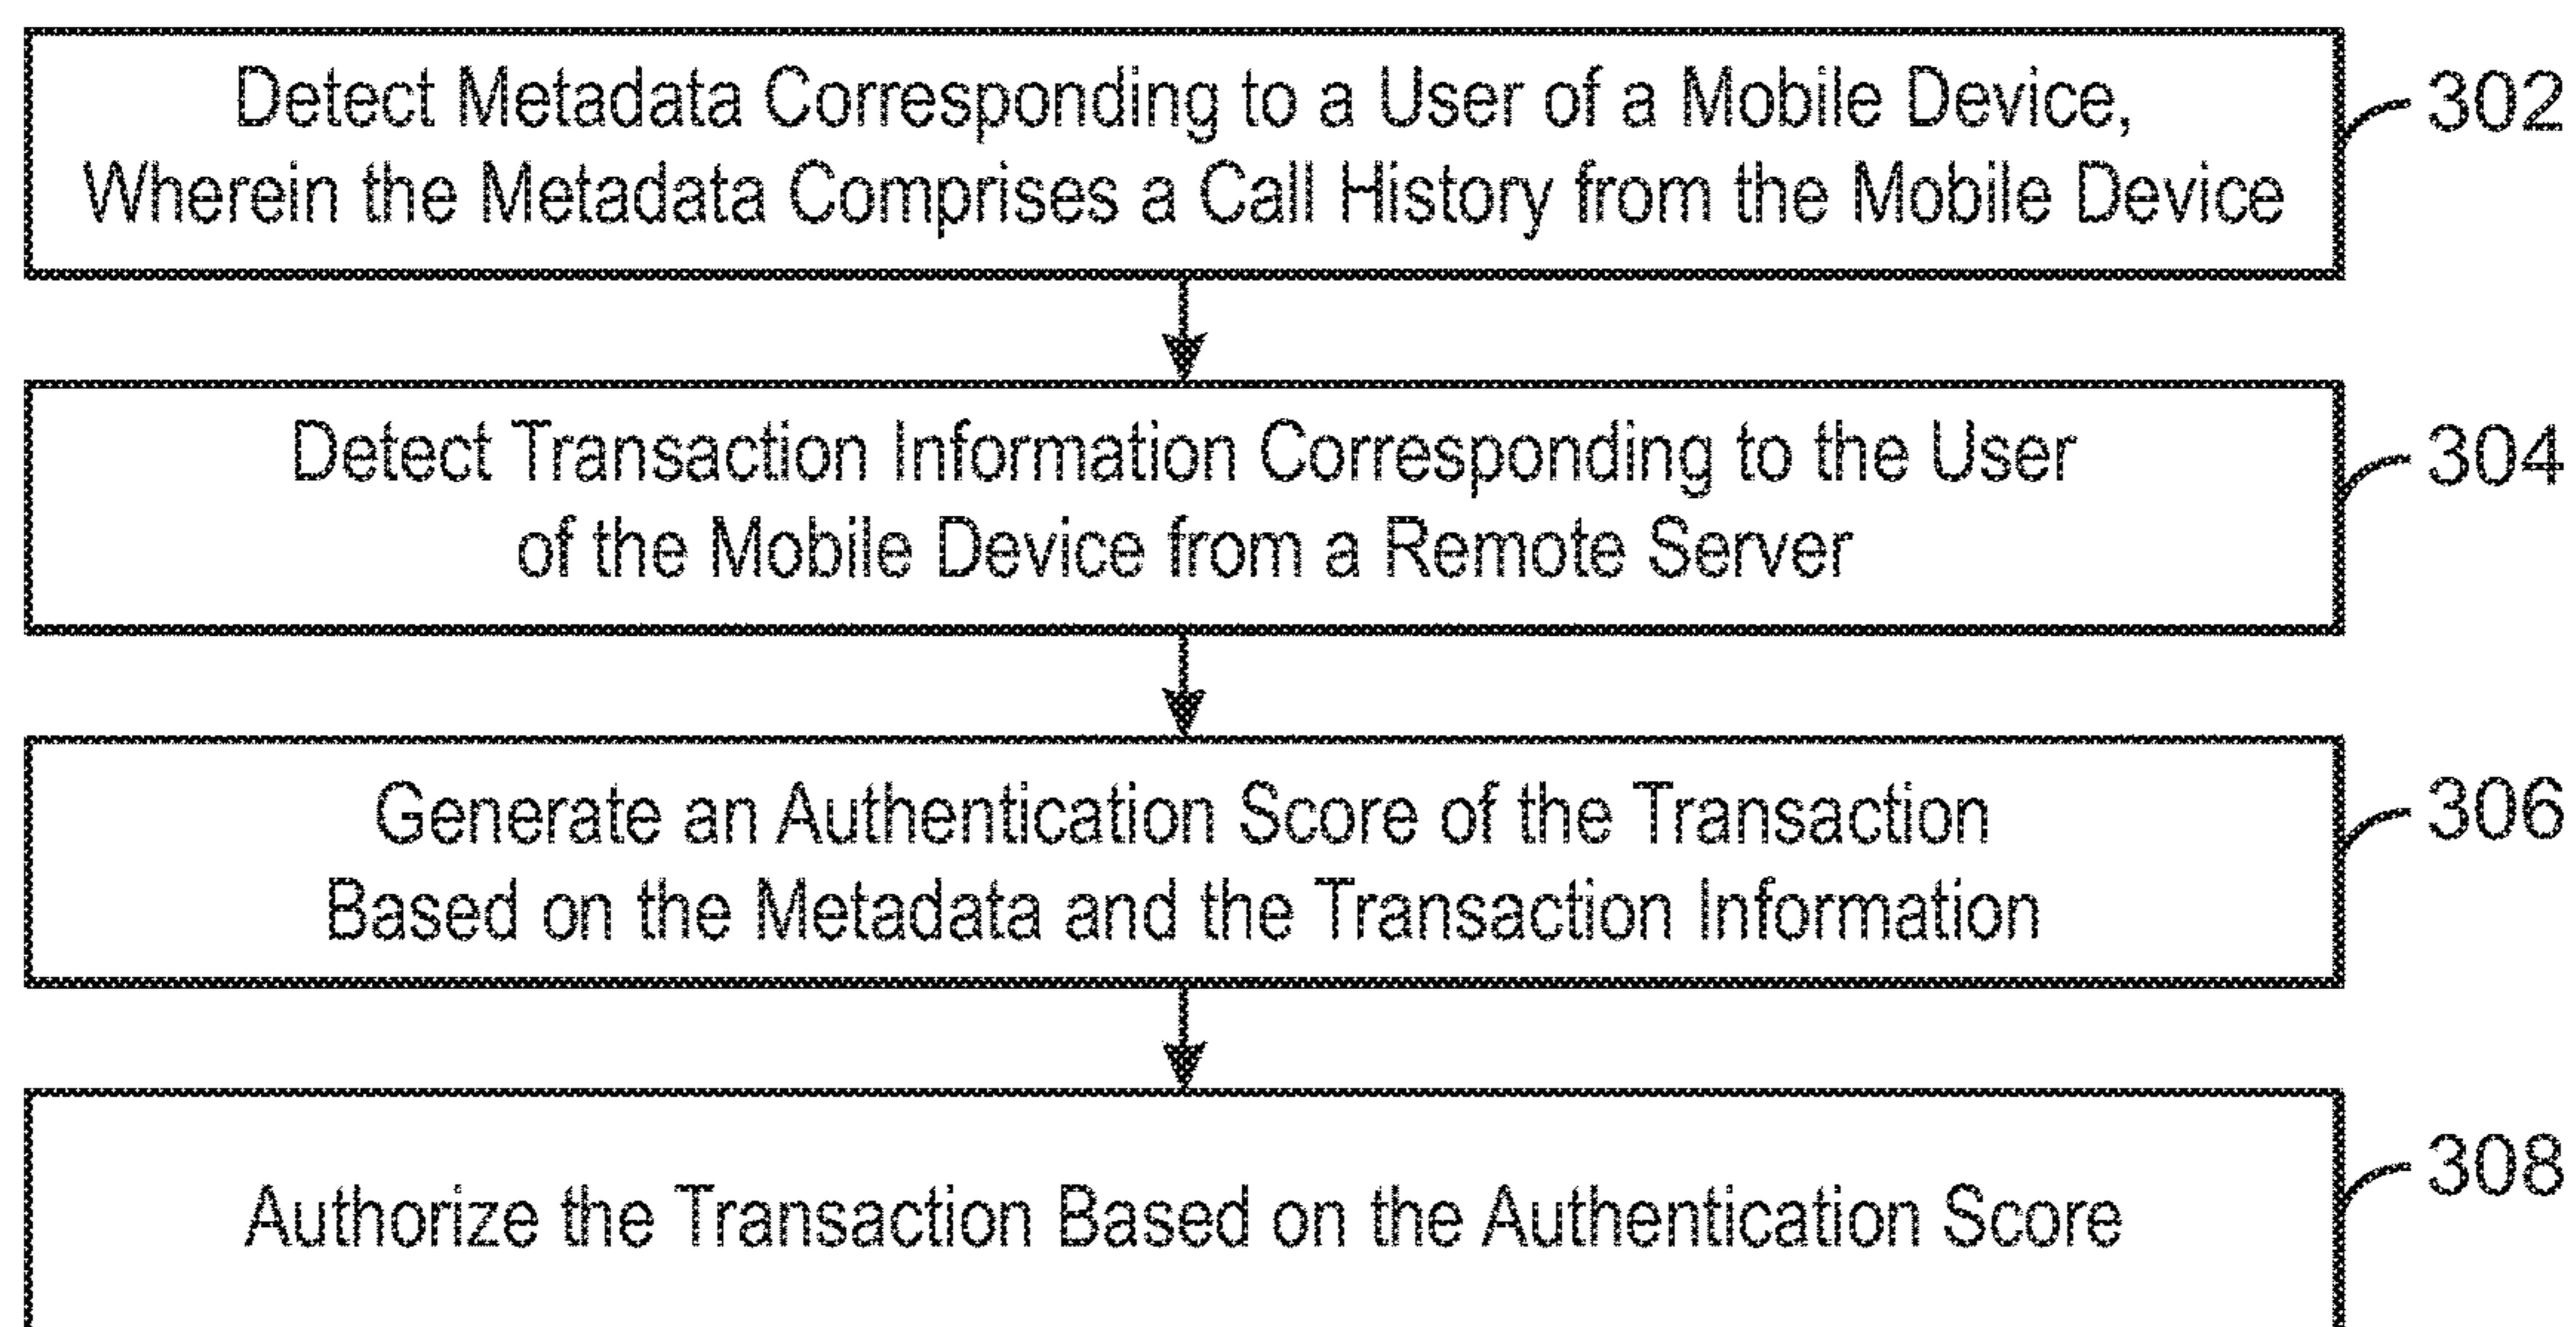 Detect Metadata Corresponding to a User of a Mobile Device,
Wherein the Metadata Comprises a Call History from the Mobile Device
302
Detect Transaction Information Corresponding to the User
of the Mobile Device from a Remote Server
304
Generate an Authentication Score of the Transaction
Based on the Metadata and the Transaction Information
306
Authorize the Transaction Based on the Authentication Score
308